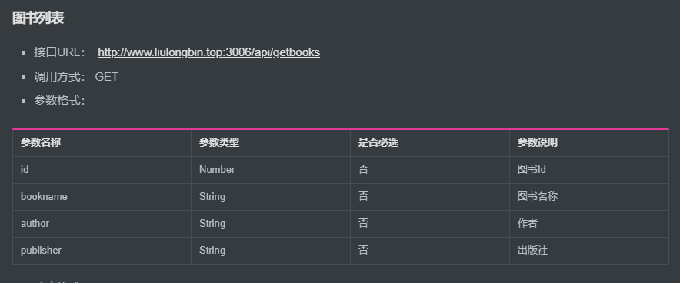 图书列表
接口URL： http://www.liulongbin.top:3006/api/getbooks
调用方式： GET
参数格式：
参数名称 参数类型 是否必选 参数说明
id Number 否 图书Id
bookname String 否 图书名称
author String 否 作者
publisher String 否 出版社